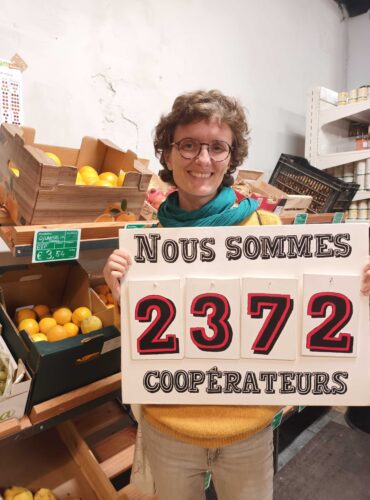 € 3,54
NOUS SOMMES
2372
COOPÉRATEURS